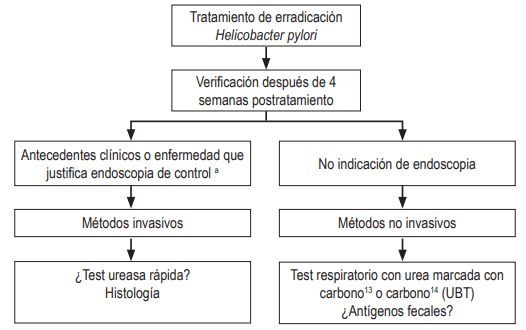 Tratamiento de erradicación
Helicobacter pylori
Verificación después de 4
semanas postratamiento
Antecedentes clínicos o enfermedad que
justifica endoscopia de control ª
No indicación de endoscopia
Métodos invasivos
Métodos no invasivos
¿Test ureasa rápida?
Histología
Test respiratorio con urea marcada con
carbono¹³ o carbono¹⁴ (UBT)
¿Antígenos fecales?